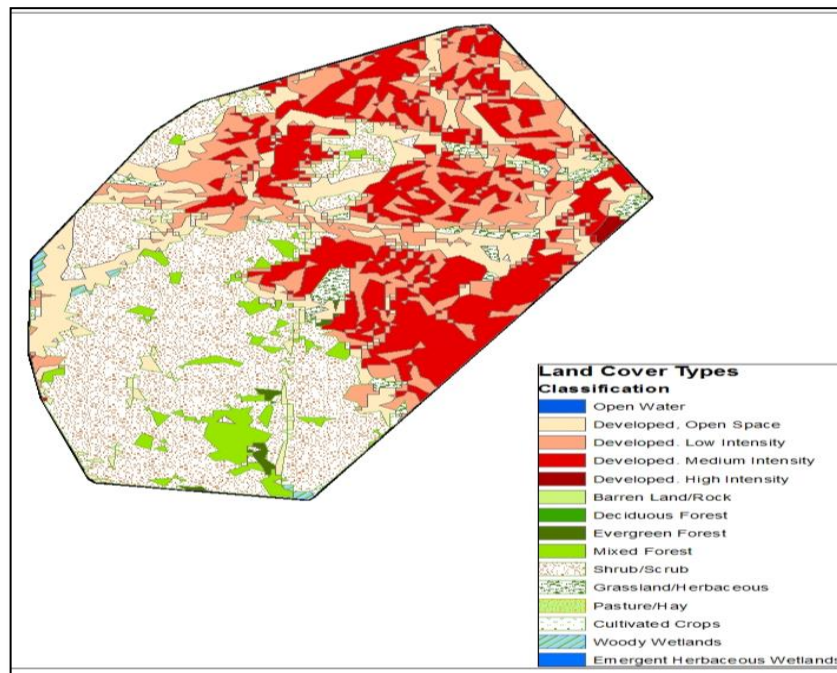 Land Cover Types
Classification
Open Water
Developed, Open Space
Developed. Low Intensity
Developed. Medium Intensity
Developed. High Intensity
Barren Land/Rock
Deciduous Forest
Evergreen Forest
Mixed Forest
Shrub/Scrub
Grassland/Herbaceous
Pasture/Hay
Cultivated Crops
Woody Wetlands
Emergent Herbaceous Wetlands